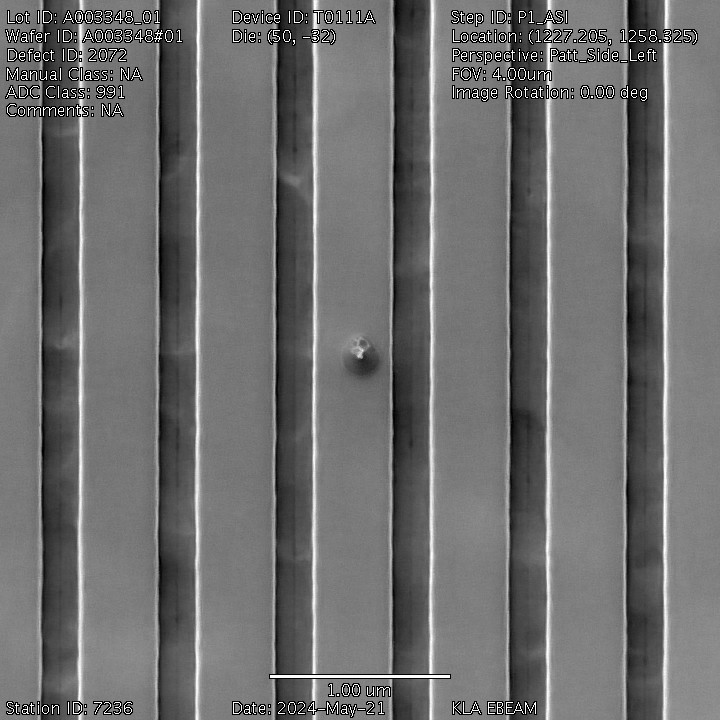 Lot ID: A003348_01
Wafer ID: A003348#01
Defect ID: 2072
Manual Class: NA
ADC Class: 991
Comments: NA
Device ID: T0111A
Die: (50, -32)
Step ID: P1_ASI
Location: (1227.205, 1258.325)
Perspective: Patt_Side_Left
FOV: 4.00um
Image Rotation: 0.00 deg
1.00 um
Station ID: 7236
Date: 2024-May-21
KLA EBEAM